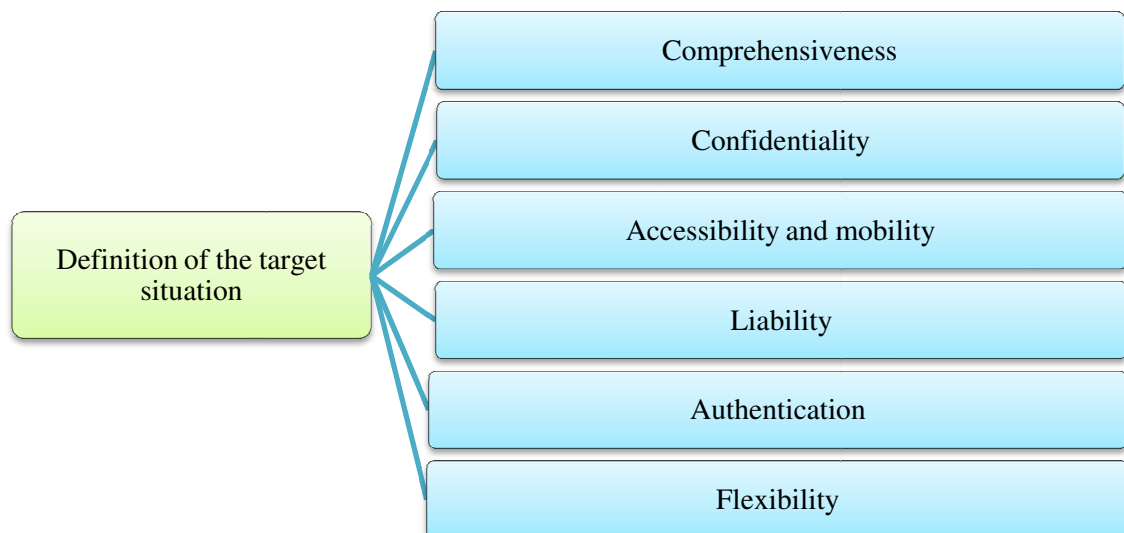 Comprehensiveness
Confidentiality
Accessibility and mobility
Definition of the target
situation
Liability
Authentication
Flexibility